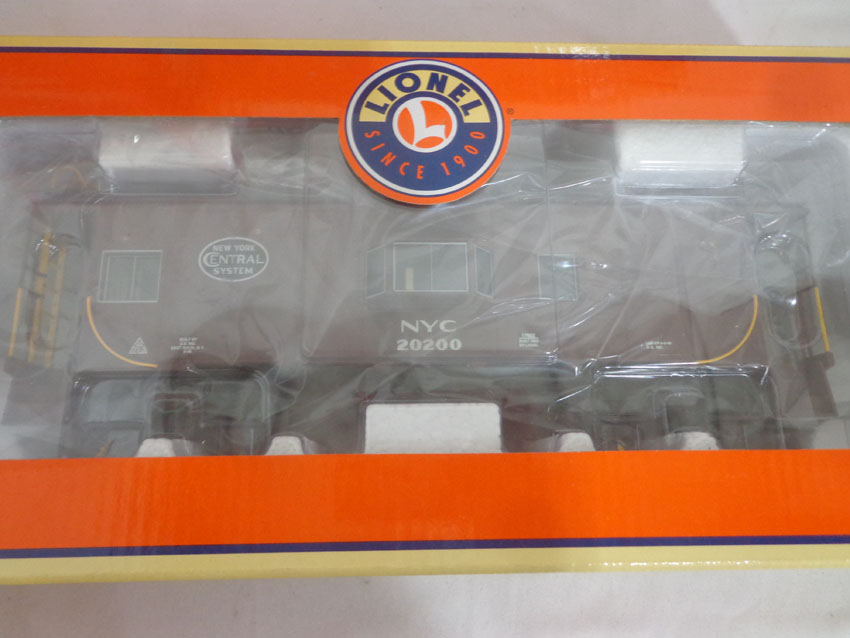 LIONEL
SINCE 1900
®
NEW YORK
CENTRAL
SYSTEM
NYC
20200